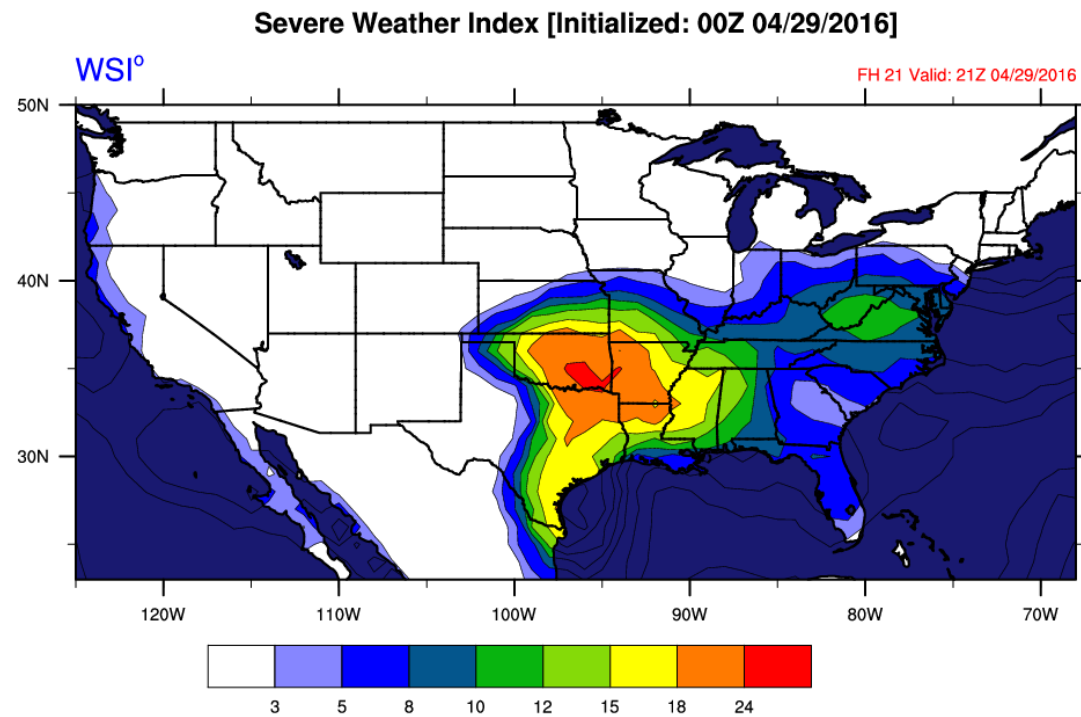 Severe Weather Index [Initialized: 00Z 04/29/2016]
WSIº
FH 21 Valid: 21Z 04/29/2016
50N
40N
30N
120W 110W 100W 90W 80W 70W
3 5 8 10 12 15 18 24